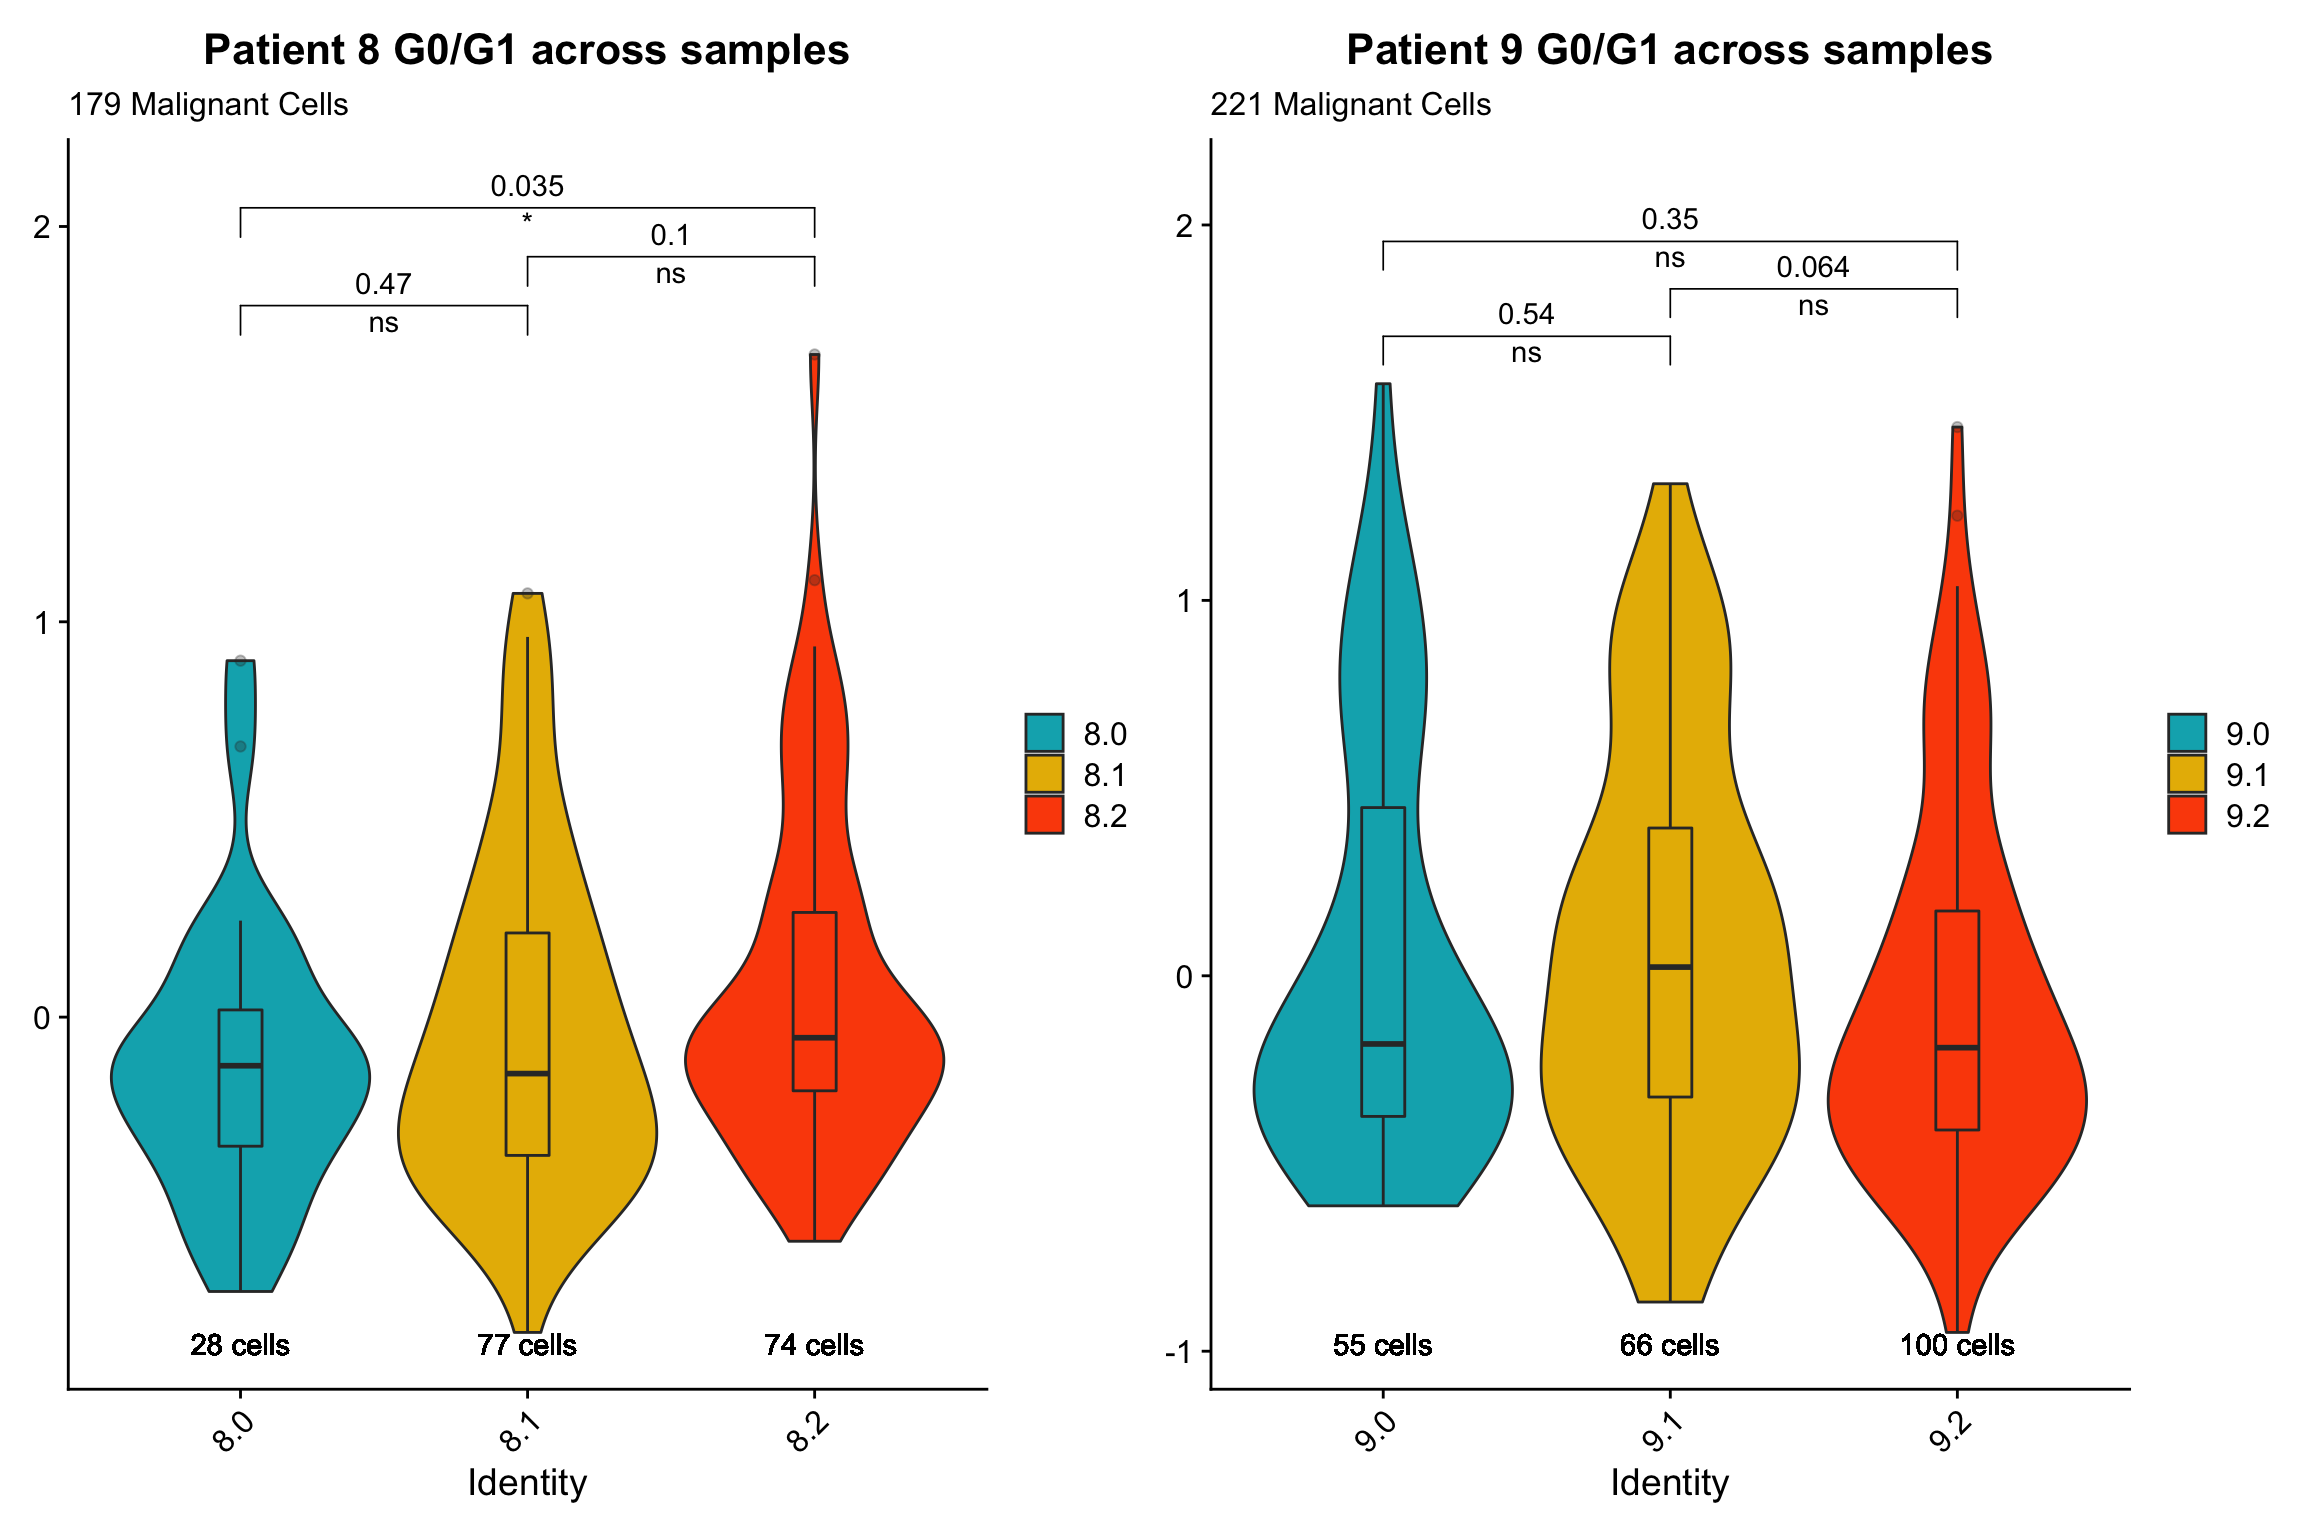 Patient 8 G0/G1 across samples
179 Malignant Cells
0.035
*
0.1
ns
0.47
ns
2
1
0
28 cells
77 cells
74 cells
8.0
8.1
8.2
Identity
8.0
8.1
8.2
Patient 9 G0/G1 across samples
221 Malignant Cells
0.35
ns
0.064
ns
0.54
ns
2
1
0
-1
55 cells
66 cells
100 cells
9.0
9.1
9.2
Identity
9.0
9.1
9.2